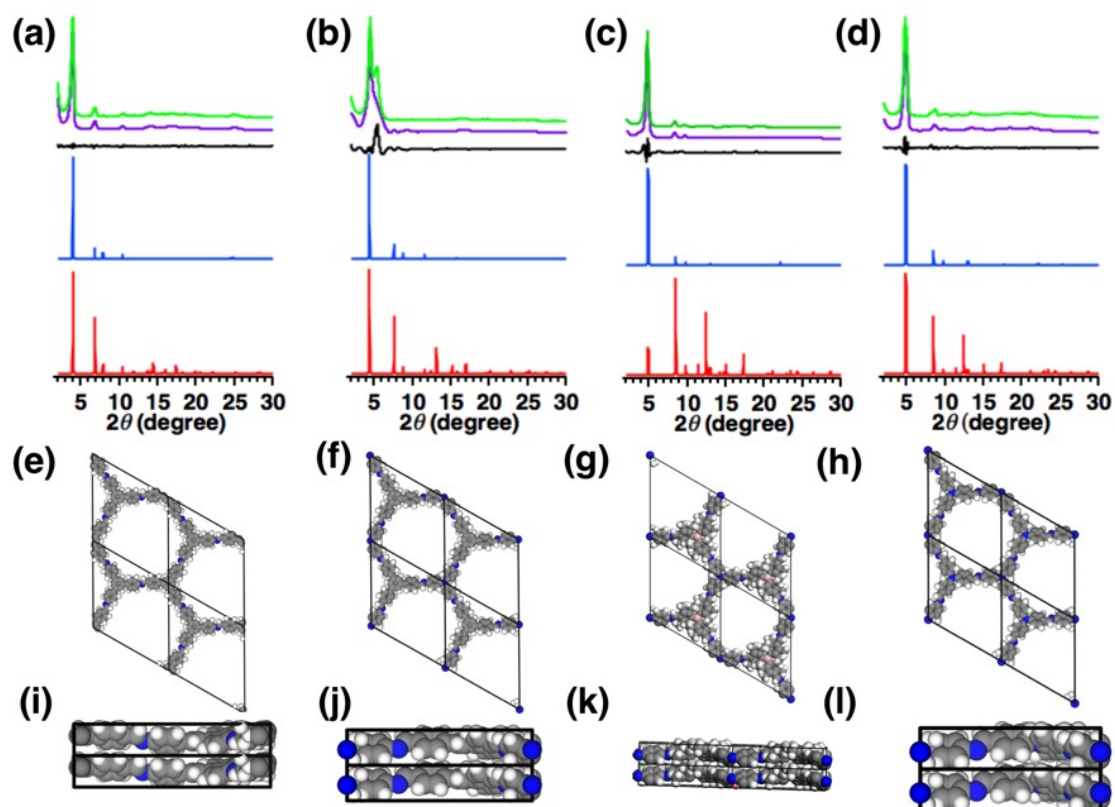 (a) (b) (c) (d)
5 10 15 20 25 30 5 10 15 20 25 30 5 10 15 20 25 30 5 10 15 20 25 30
2θ (degree) 2θ (degree) 2θ (degree) 2θ (degree)
(e) (f) (g) (h)
(i) (j) (k) (l)